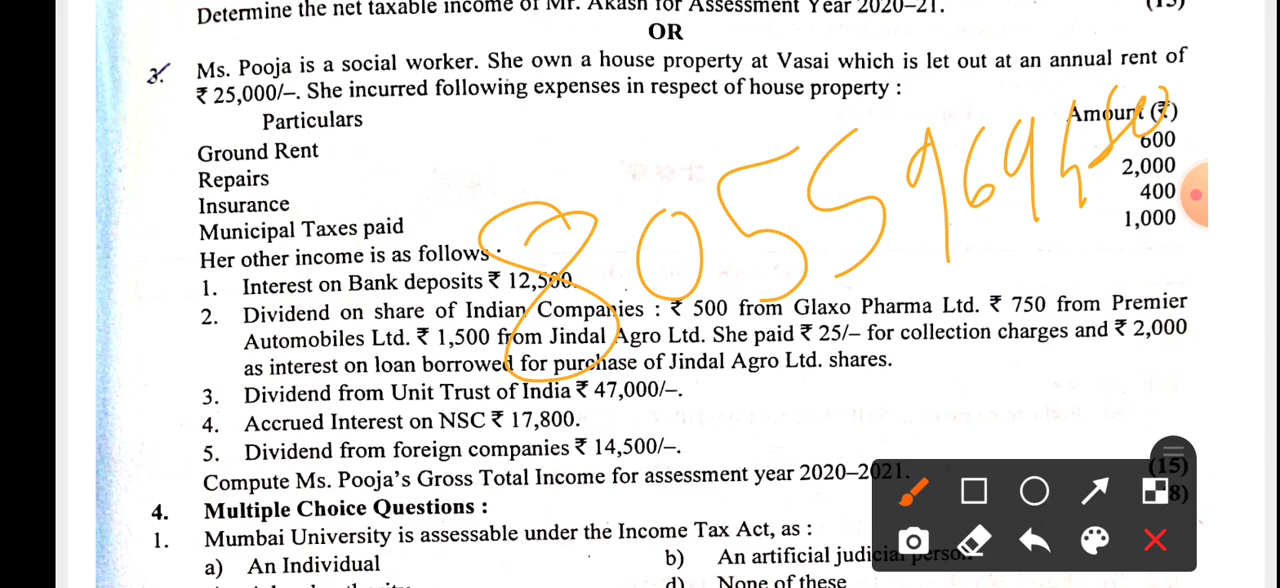 Determine the net taxable income of Mr. Akash for Assessment Year 2020–21. (15)
OR
3. Ms. Pooja is a social worker. She own a house property at Vasai which is let out at an annual rent of
₹ 25,000/–. She incurred following expenses in respect of house property :
Particulars Amount (₹)
Ground Rent 600
Repairs 2,000
Insurance 400
Municipal Taxes paid 1,000
Her other income is as follows :
1. Interest on Bank deposits ₹ 12,500.
2. Dividend on share of Indian Companies : ₹ 500 from Glaxo Pharma Ltd. ₹ 750 from Premier
Automobiles Ltd. ₹ 1,500 from Jindal Agro Ltd. She paid ₹ 25/– for collection charges and ₹ 2,000
as interest on loan borrowed for purchase of Jindal Agro Ltd. shares.
3. Dividend from Unit Trust of India ₹ 47,000/–.
4. Accrued Interest on NSC ₹ 17,800.
5. Dividend from foreign companies ₹ 14,500/–.
Compute Ms. Pooja's Gross Total Income for assessment year 2020–2021. (15)
4. Multiple Choice Questions : 8)
1. Mumbai University is assessable under the Income Tax Act, as :
a) An Individual b) An artificial judicial person
d) None of these